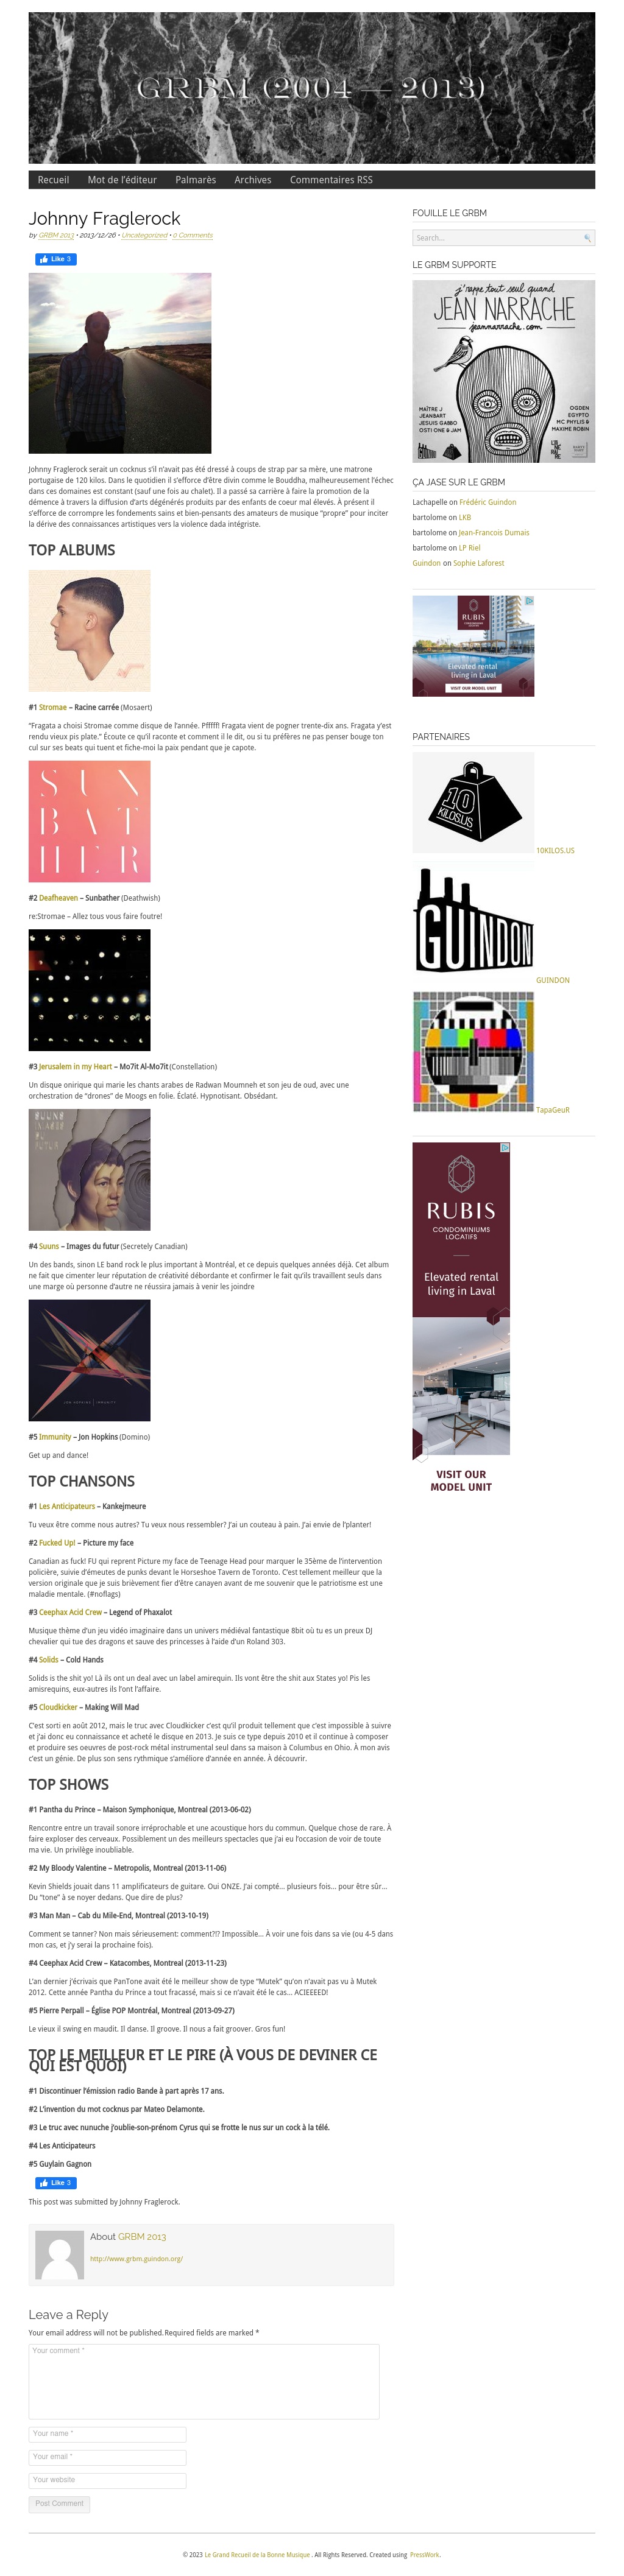 GRBM (2004 — 2013)
Recueil Mot de l'éditeur Palmarès Archives Commentaires RSS
Johnny Fraglerock
by GRBM 2013 • 2013/12/26 • Uncategorized • 0 Comments
Like 3
Johnny Fraglerock serait un cocknus s'il n'avait pas été dressé à coups de strap par sa mère, une matrone
portugaise de 120 kilos. Dans le quotidien il s'efforce d'être divin comme le Bouddha, malheureusement l'échec
dans ces domaines est constant (sauf une fois au chalet). Il a passé sa carrière à faire la promotion de la
démence à travers la diffusion d'arts dégénérés produits par des enfants de coeur mal élevés. À présent il
s'efforce de corrompre les fondements sains et bien-pensants des amateurs de musique "propre" pour inciter
la dérive des connaissances artistiques vers la violence dada intégriste.
TOP ALBUMS
#1 Stromae – Racine carrée (Mosaert)
"Fragata a choisi Stromae comme disque de l'année. Pfffff! Fragata vient de pogner trente-dix ans. Fragata y'est
rendu vieux pis plate." Écoute ce qu'il raconte et comment il le dit, ou si tu préfères ne pas penser bouge ton
cul sur ses beats qui tuent et fiche-moi la paix pendant que je capote.
SUN
BAT
HER
#2 Deafheaven – Sunbather (Deathwish)
re:Stromae – Allez tous vous faire foutre!
#3 Jerusalem in my Heart – Mo7it Al-Mo7it (Constellation)
Un disque onirique qui marie les chants arabes de Radwan Moumneh et son jeu de oud, avec une
orchestration de "drones" de Moogs en folie. Éclaté. Hypnotisant. Obsédant.
SUUNS
IMAGES
DU
FUTUR
#4 Suuns – Images du futur (Secretely Canadian)
Un des bands, sinon LE band rock le plus important à Montréal, et ce depuis quelques années déjà. Cet album
ne fait que cimenter leur réputation de créativité débordante et confirmer le fait qu'ils travaillent seuls dans
une marge où personne d'autre ne réussira jamais à venir les joindre
JON HOPKINS | IMMUNITY
#5 Immunity – Jon Hopkins (Domino)
Get up and dance!
TOP CHANSONS
#1 Les Anticipateurs – Kankejmeure
Tu veux être comme nous autres? Tu veux nous ressembler? J'ai un couteau à pain. J'ai envie de l'planter!
#2 Fucked Up! – Picture my face
Canadian as fuck! FU qui reprent Picture my face de Teenage Head pour marquer le 35ème de l'intervention
policière, suivie d'émeutes de punks devant le Horseshoe Tavern de Toronto. C'est tellement meilleur que la
version originale que je suis brièvement fier d'être canayen avant de me souvenir que le patriotisme est une
maladie mentale. (#noflags)
#3 Ceephax Acid Crew – Legend of Phaxalot
Musique thème d'un jeu vidéo imaginaire dans un univers médiéval fantastique 8bit où tu es un preux DJ
chevalier qui tue des dragons et sauve des princesses à l'aide d'un Roland 303.
#4 Solids – Cold Hands
Solids is the shit yo! Là ils ont un deal avec un label amirequin. Ils vont être the shit aux States yo! Pis les
amisrequins, eux-autres ils l'ont l'affaire.
#5 Cloudkicker – Making Will Mad
C'est sorti en août 2012, mais le truc avec Cloudkicker c'est qu'il produit tellement que c'est impossible à suivre
et j'ai donc eu connaissance et acheté le disque en 2013. Je suis ce type depuis 2010 et il continue à composer
et produire ses oeuvres de post-rock métal instrumental seul dans sa maison à Columbus en Ohio. À mon avis
c'est un génie. De plus son sens rythmique s'améliore d'année en année. À découvrir.
TOP SHOWS
#1 Pantha du Prince – Maison Symphonique, Montreal (2013-06-02)
Rencontre entre un travail sonore irréprochable et une acoustique hors du commun. Quelque chose de rare. À
faire exploser des cerveaux. Possiblement un des meilleurs spectacles que j'ai eu l'occasion de voir de toute
ma vie. Un privilège inoubliable.
#2 My Bloody Valentine – Metropolis, Montreal (2013-11-06)
Kevin Shields jouait dans 11 amplificateurs de guitare. Oui ONZE. J'ai compté... plusieurs fois... pour être sûr...
Du "tone" à se noyer dedans. Que dire de plus?
#3 Man Man – Cab du Mile-End, Montreal (2013-10-19)
Comment se tanner? Non mais sérieusement: comment?!? Impossible... À voir une fois dans sa vie (ou 4-5 dans
mon cas, et j'y serai la prochaine fois).
#4 Ceephax Acid Crew – Katacombes, Montreal (2013-11-23)
L'an dernier j'écrivais que PanTone avait été le meilleur show de type "Mutek" qu'on n'avait pas vu à Mutek
2012. Cette année Pantha du Prince a tout fracassé, mais si ce n'avait été le cas... ACIEEEED!
#5 Pierre Perpall – Église POP Montréal, Montreal (2013-09-27)
Le vieux il swing en maudit. Il danse. Il groove. Il nous a fait groover. Gros fun!
TOP LE MEILLEUR ET LE PIRE (À VOUS DE DEVINER CE
QUI EST QUOI)
#1 Discontinuer l'émission radio Bande à part après 17 ans.
#2 L'invention du mot cocknus par Mateo Delamonte.
#3 Le truc avec nunuche j'oublie-son-prénom Cyrus qui se frotte le nus sur un cock à la télé.
#4 Les Anticipateurs
#5 Guylain Gagnon
Like 3
This post was submitted by Johnny Fraglerock.
About GRBM 2013
http://www.grbm.guindon.org/
Leave a Reply
Your email address will not be published. Required fields are marked *
Your comment *
Your name *
Your email *
Your website
Post Comment
FOUILLE LE GRBM
Search...
LE GRBM SUPPORTE
j'rappe tout seul quand
JEAN NARRACHE
jeannarrache.com
MAÎTRE J
JEANBART
JESUS GABBO
OSTI ONE & JAM
OGDEN
EGYPTO
MC PHYLIS &
MAXIME ROBIN
ÇA JASE SUR LE GRBM
Lachapelle on Frédéric Guindon
bartolome on LKB
bartolome on Jean-Francois Dumais
bartolome on LP Riel
Guindon on Sophie Laforest
RUBIS
Elevated rental
living in Laval
VISIT OUR MODEL UNIT
PARTENAIRES
10
KILOS.US
10KILOS.US
GUINDON
GUINDON
TapaGeuR
RUBIS
CONDOMINIUMS
LOCATIFS
Elevated rental
living in Laval
VISIT OUR
MODEL UNIT
© 2023 Le Grand Recueil de la Bonne Musique . All Rights Reserved. Created using PressWork.